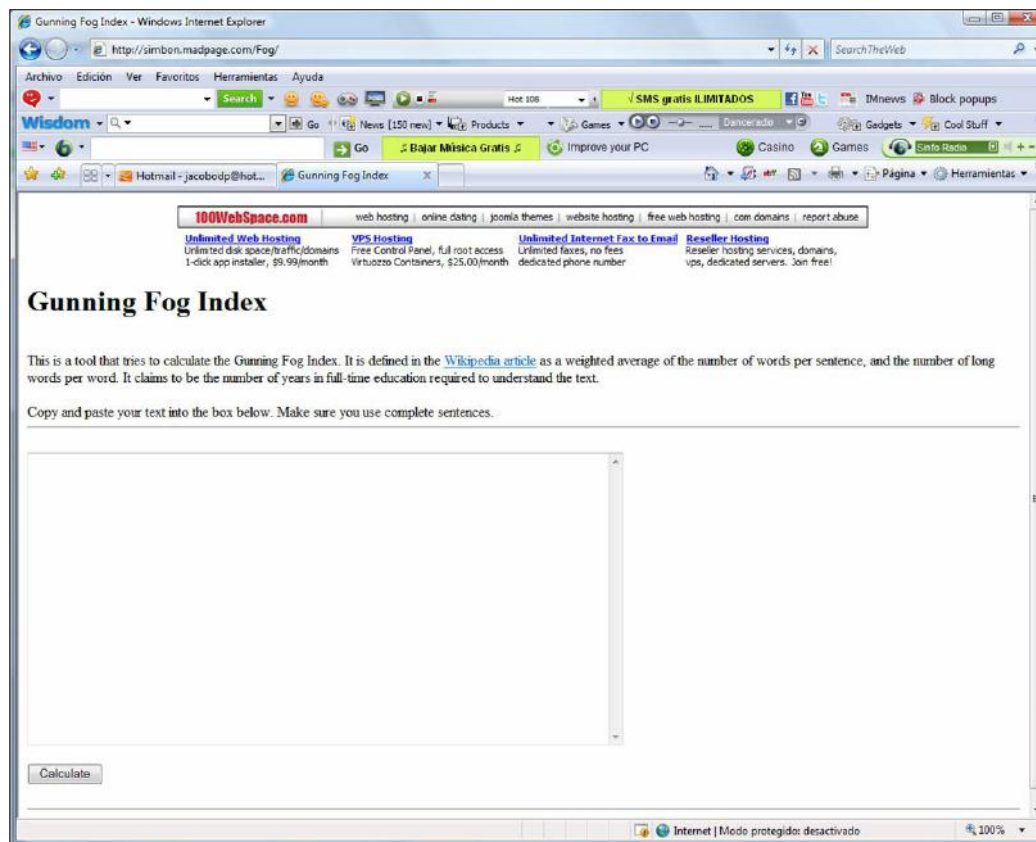 Gunning Fog Index - Windows Internet Explorer
http://simbon.madpage.com/Fog/
SearchTheWeb
Archivo Edición Ver Favoritos Herramientas Ayuda
Search Hot 108 √ SMS gratis ILIMITADOS IMnews Block popups
Wisdom Go News [150 new] Products Games Dancerado Gadgets Cool Stuff
Go ♫ Bajar Música Gratis ♫ Improve your PC Casino Games Sinfo Radio
Hotmail - jacobodp@hot... Gunning Fog Index X Página Herramientas
100WebSpace.com web hosting | online dating | joomla themes | website hosting | free web hosting | com domains | report abuse
Unlimited Web Hosting VPS Hosting Unlimited Internet Fax to Email Reseller Hosting
Unlimited disk space/traffic/domains Free Control Panel, full root access Unlimited faxes, no fees Reseller hosting services, domains,
1-click app installer, $9.99/month Virtuozzo Containers, $25.00/month dedicated phone number vps, dedicated servers. Join free!
Gunning Fog Index
This is a tool that tries to calculate the Gunning Fog Index. It is defined in the Wikipedia article as a weighted average of the number of words per sentence, and the number of long
words per word. It claims to be the number of years in full-time education required to understand the text.
Copy and paste your text into the box below. Make sure you use complete sentences.
Calculate
Internet | Modo protegido: desactivado 100%